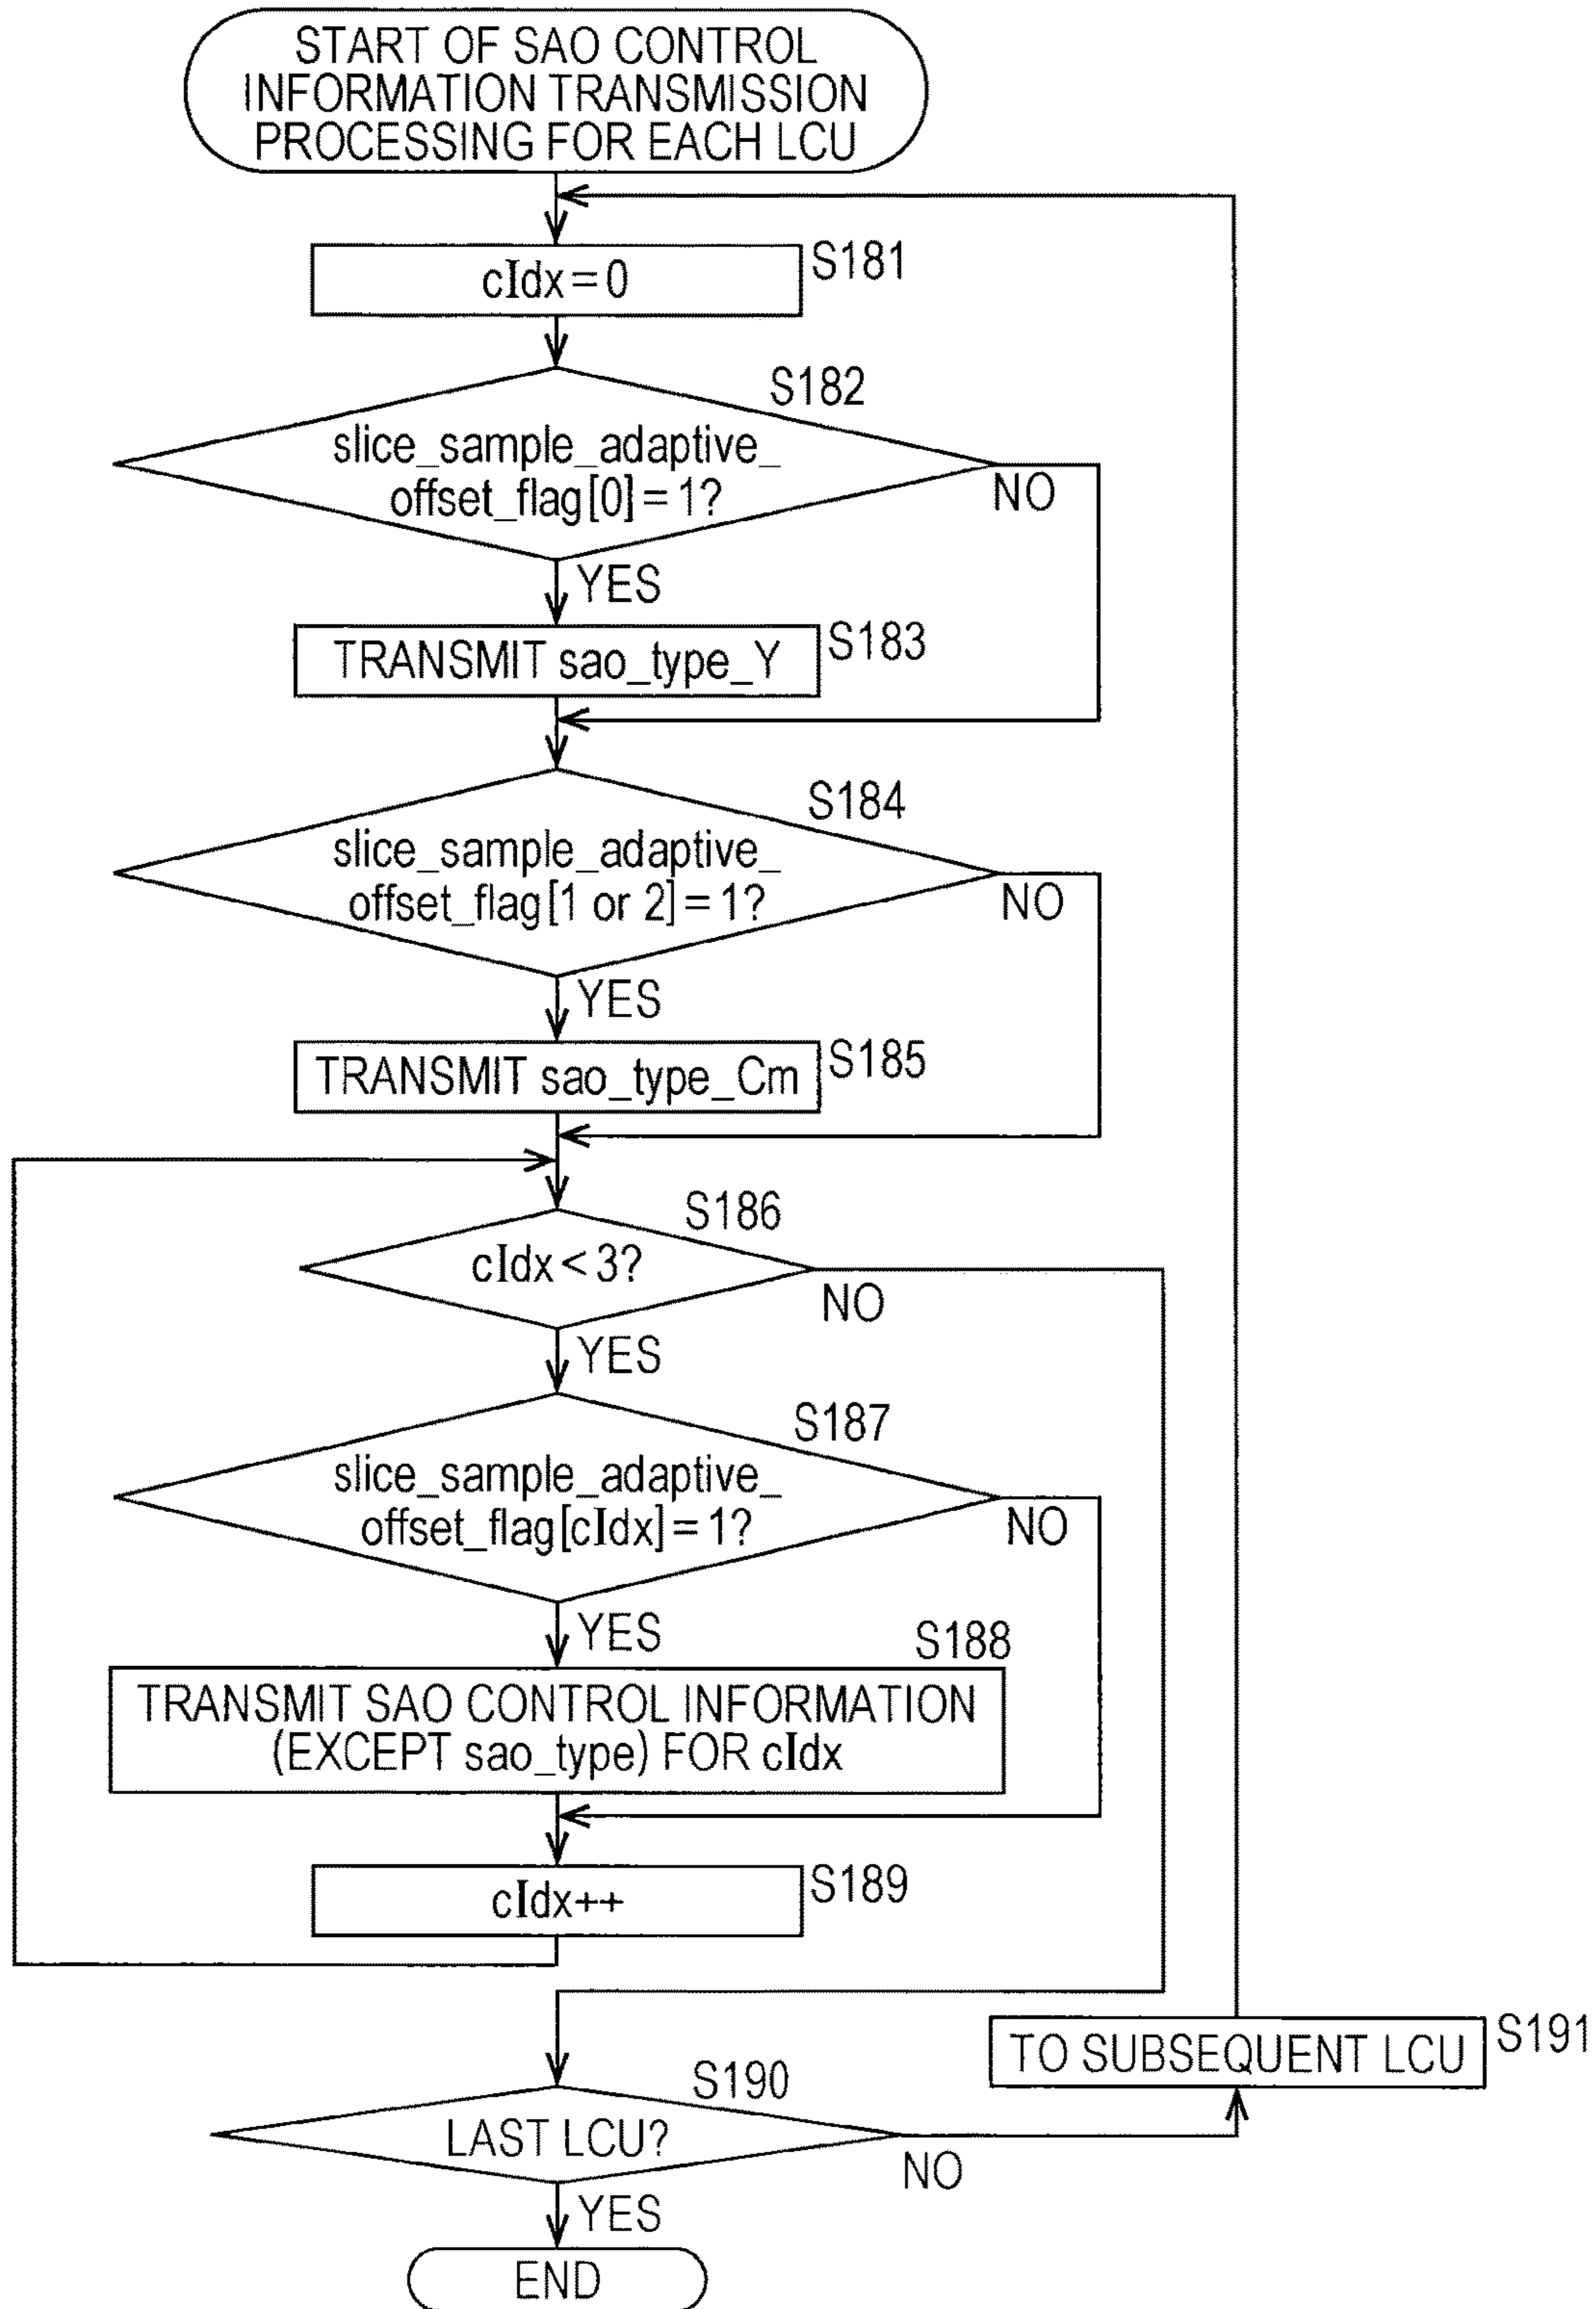 START OF SAO CONTROL
INFORMATION TRANSMISSION
PROCESSING FOR EACH LCU
cIdx = 0
S181
S182
slice_sample_adaptive_
offset_flag[0] = 1?
NO
YES
TRANSMIT sao_type_Y
S183
S184
slice_sample_adaptive_
offset_flag[1 or 2] = 1?
NO
YES
TRANSMIT sao_type_Cm
S185
S186
cIdx < 3?
NO
YES
S187
slice_sample_adaptive_
offset_flag[cIdx] = 1?
NO
YES
S188
TRANSMIT SAO CONTROL INFORMATION
(EXCEPT sao_type) FOR cIdx
cIdx++
S189
TO SUBSEQUENT LCU
S191
S190
LAST LCU?
NO
YES
END